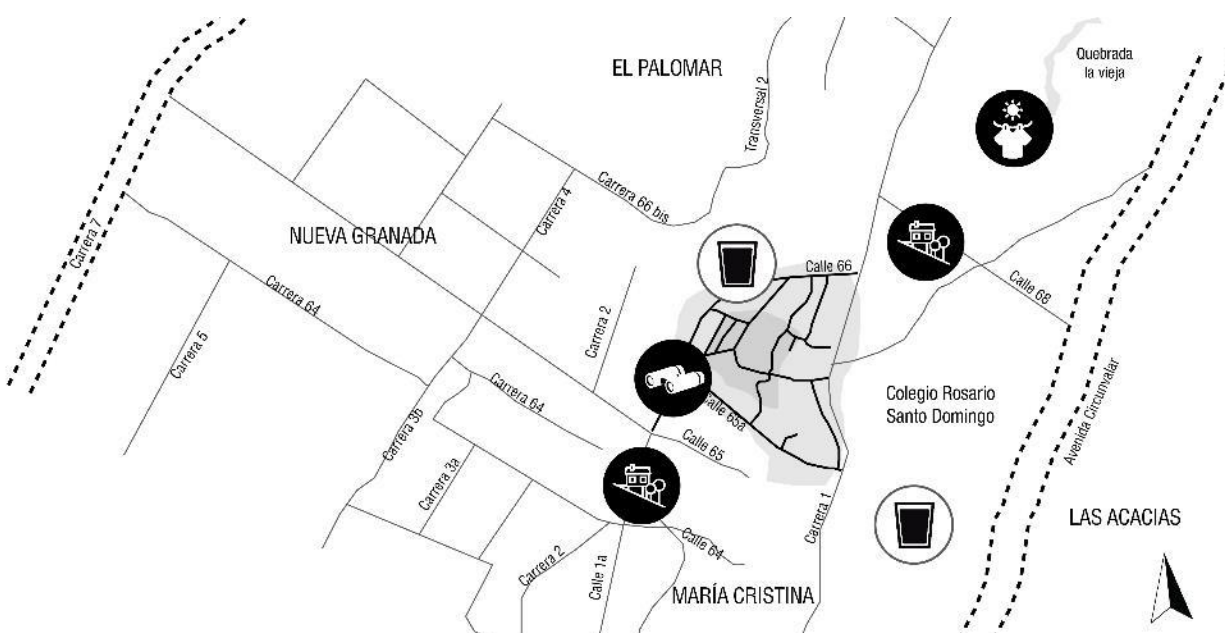 Quebrada
la vieja
EL PALOMAR
Transversal 2
Carrera 66 bis
Carrera 4
NUEVA GRANADA
Carrera 7
Calle 66
Calle 68
Carrera 64
Carrera 2
Carrera 5
Carrera 64
Calle 65a
Colegio Rosario
Santo Domingo
Avenida Circunvalar
Carrera 3b
Calle 65
Carrera 3a
Carrera 1
LAS ACACIAS
Calle 64
Carrera 2
Calle 1a
MARÍA CRISTINA